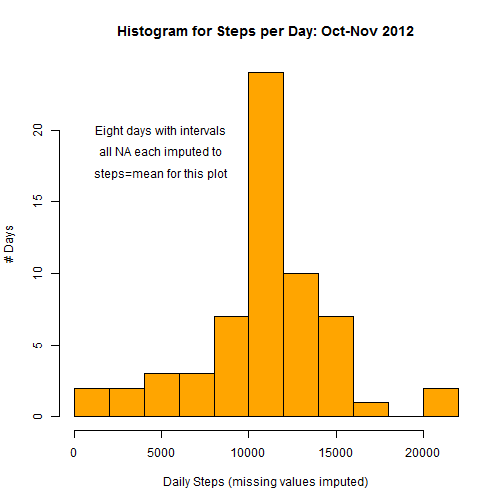 Histogram for Steps per Day: Oct-Nov 2012
Eight days with intervals
all NA each imputed to
steps=mean for this plot
# Days
20
15
10
5
0
0 5000 10000 15000 20000
Daily Steps (missing values imputed)